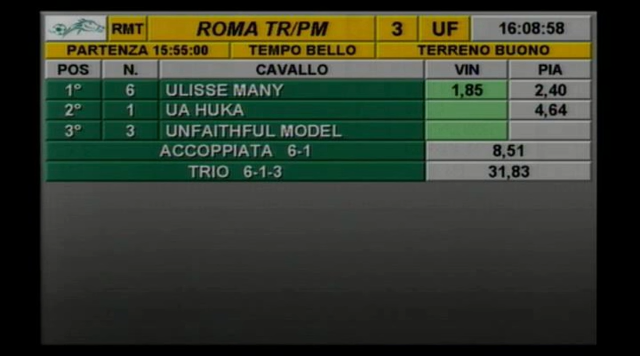 RMT ROMA TR/PM 3 UF 16:08:58
PARTENZA 15:55:00 TEMPO BELLO TERRENO BUONO
POS N. CAVALLO VIN PIA
1° 6 ULISSE MANY 1,85 2,40
2° 1 UA HUKA 4,64
3° 3 UNFAITHFUL MODEL
ACCOPPIATA 6-1 8,51
TRIO 6-1-3 31,83